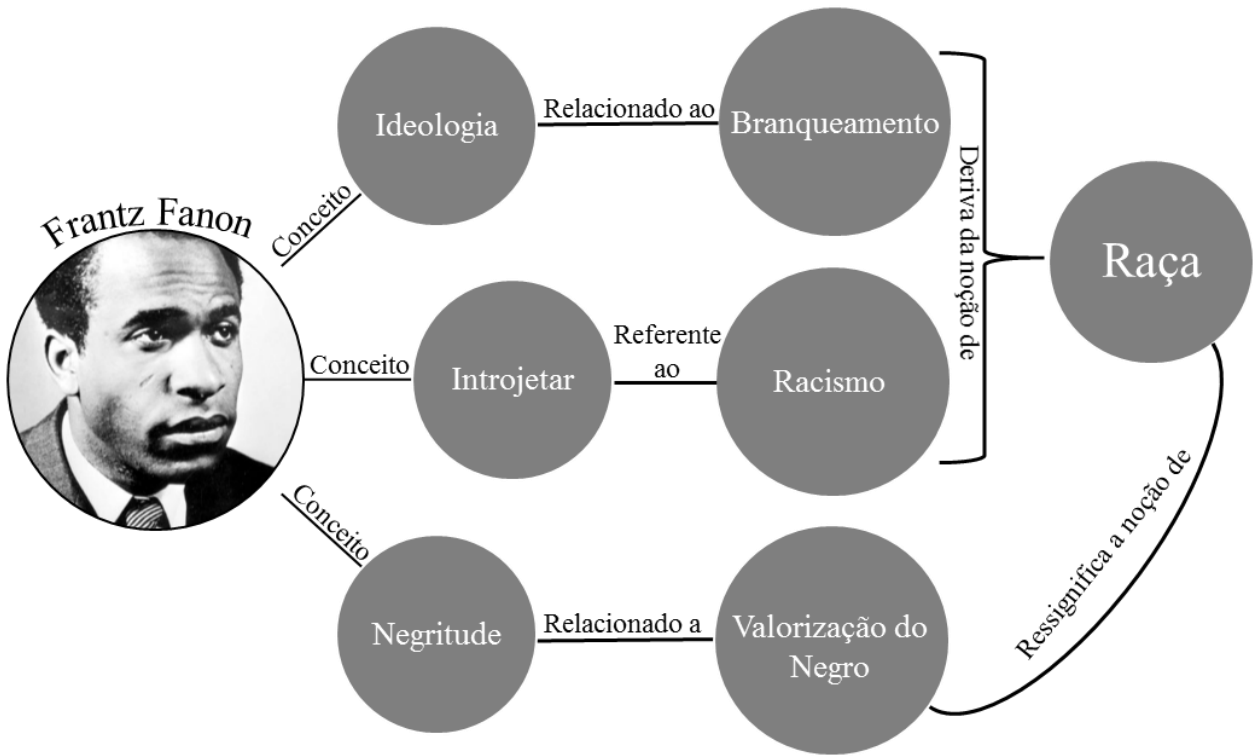 Frantz Fanon
Conceito
Ideologia
Relacionado ao
Branqueamento
Conceito
Introjetar
Referente
ao
Racismo
Conceito
Negritude
Relacionado a
Valorização do
Negro
Deriva da noção de
Raça
Ressignifica a noção de